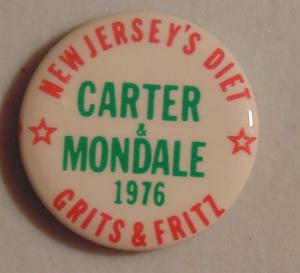 NEW JERSEY'S DIET
CARTER
&
MONDALE
1976
GRITS & FRITZ